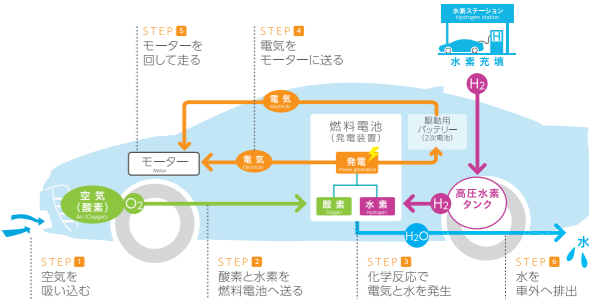 水素ステーション
Hydrogen station
水素充填
STEP 5
モーターを
回して走る
STEP 4
電気を
モーターに送る
H2
電気
Electricity
燃料電池
(発電装置)
駆動用
バッテリー
(2次電池)
モーター
Motor
電気
Electricity
発電
Power generation
空気
(酸素)
Air (Oxygen)
O2
酸素
Oxygen
水素
Hydrogen
H2
高圧水素
タンク
H2O
水
STEP 1
空気を
吸い込む
STEP 2
酸素と水素を
燃料電池へ送る
STEP 3
化学反応で
電気と水を発生
STEP 6
水を
車外へ排出